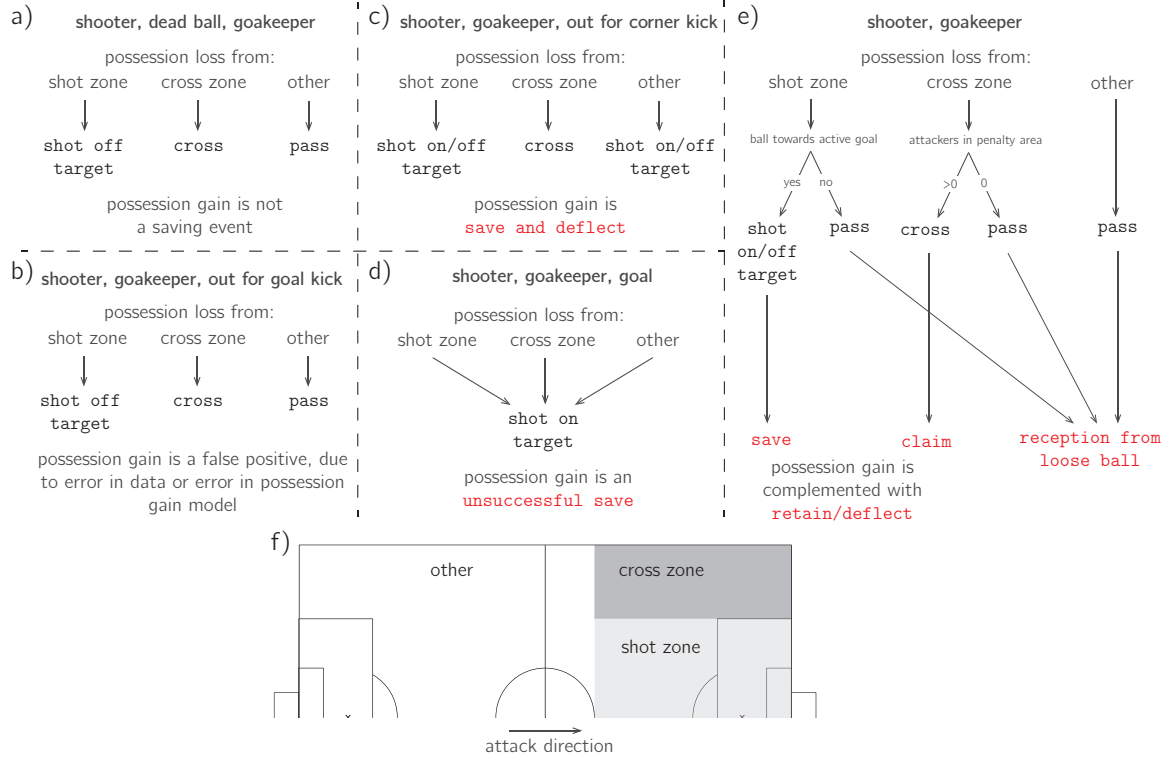 a)
shooter, dead ball, goakeeper
possession loss from:
shot zone cross zone other
shot off target cross pass
possession gain is not
a saving event
b)
shooter, goakeeper, out for goal kick
possession loss from:
shot zone cross zone other
shot off target cross pass
possession gain is a false positive, due
to error in data or error in possession
gain model
c)
shooter, goakeeper, out for corner kick
possession loss from:
shot zone cross zone other
shot on/off target cross shot on/off target
possession gain is
save and deflect
d)
shooter, goakeeper, goal
possession loss from:
shot zone cross zone other
shot on
target
possession gain is an
unsuccessful save
e)
shooter, goakeeper
possession loss from:
shot zone cross zone other
ball towards active goal attackers in penalty area
yes no >0 0
shot on/off target pass cross pass pass
save claim reception from loose ball
possession gain is
complemented with
retain/deflect
f)
other cross zone
shot zone
attack direction